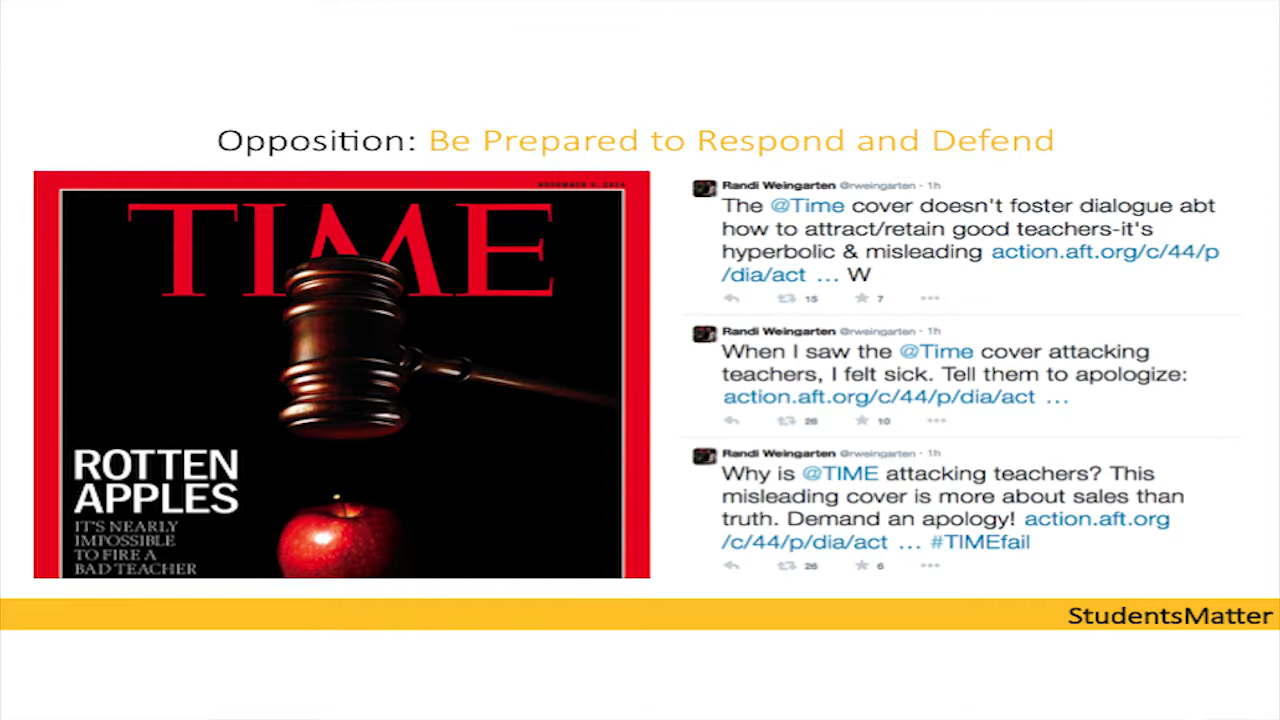 Opposition: Be Prepared to Respond and Defend
NOVEMBER 3, 2014
TIME
ROTTEN
APPLES
IT'S NEARLY
IMPOSSIBLE
TO FIRE A
BAD TEACHER
Randi Weingarten @rweingarten · 1h
The @Time cover doesn't foster dialogue abt
how to attract/retain good teachers-it's
hyperbolic & misleading action.aft.org/c/44/p
/dia/act ... W
15 7
Randi Weingarten @rweingarten · 1h
When I saw the @Time cover attacking
teachers, I felt sick. Tell them to apologize:
action.aft.org/c/44/p/dia/act ...
26 10
Randi Weingarten @rweingarten · 1h
Why is @TIME attacking teachers? This
misleading cover is more about sales than
truth. Demand an apology! action.aft.org
/c/44/p/dia/act ... #TIMEfail
26 6
StudentsMatter